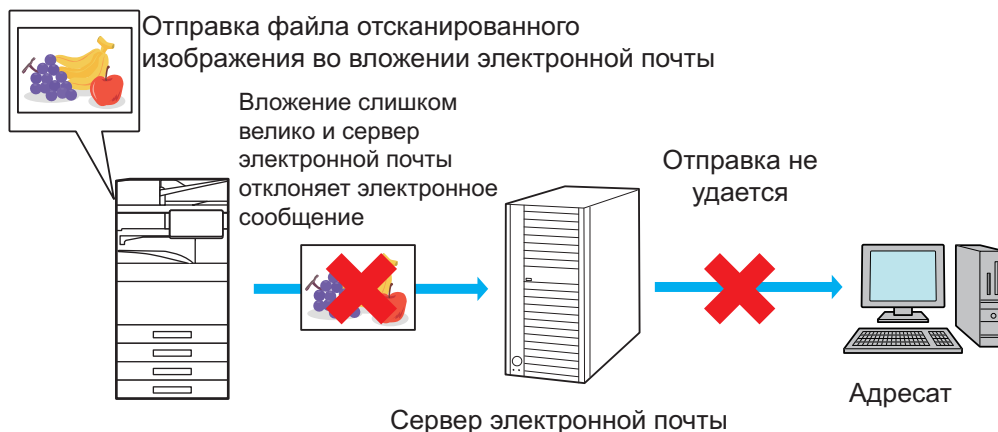 Отправка файла отсканированного
изображения во вложении электронной почты
Вложение слишком
велико и сервер
электронной почты
отклоняет электронное
сообщение
Отправка не
удается
Адресат
Сервер электронной почты